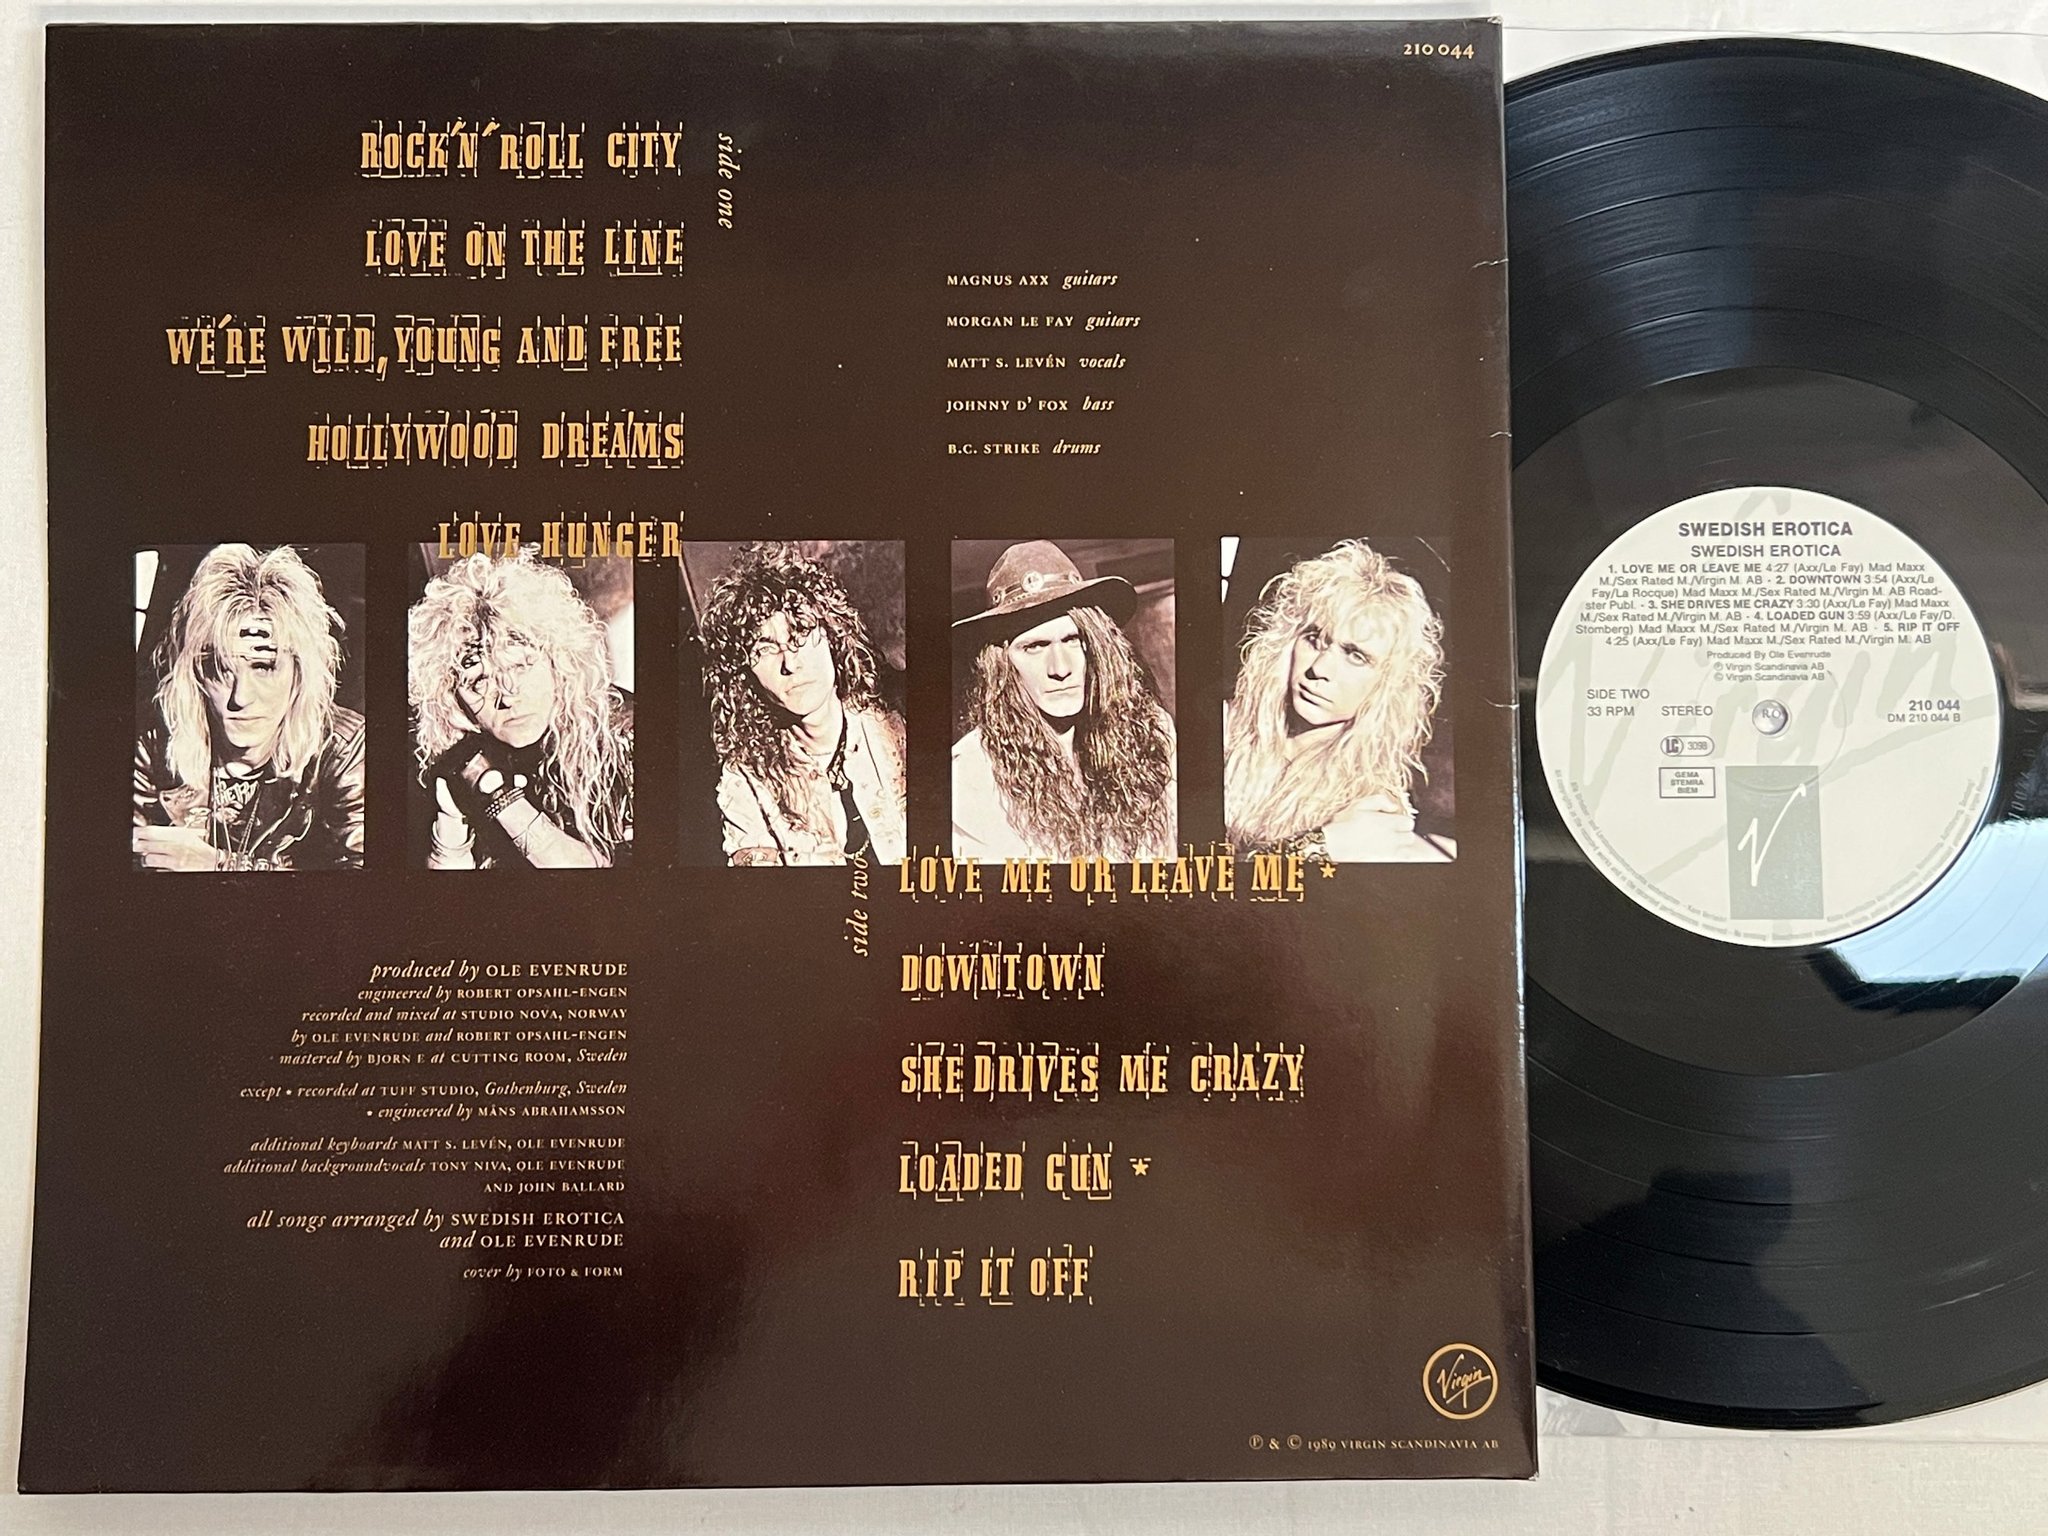 210 044
ROCK'N'ROLL CITY
side one
LOVE ON THE LINE
WE'RE WILD, YOUNG AND FREE
HOLLYWOOD DREAMS
LOVE HUNGER
MAGNUS AXX guitars
MORGAN LE FAY guitars
MATT S. LEVÉN vocals
JOHNNY D' FOX bass
B.C. STRIKE drums
side two
LOVE ME OR LEAVE ME *
DOWNTOWN
SHE DRIVES ME CRAZY
LOADED GUN *
RIP IT OFF
produced by OLE EVENRUDE
engineered by ROBERT OPSAHL-ENGEN
recorded and mixed at STUDIO NOVA, NORWAY
by OLE EVENRUDE and ROBERT OPSAHL-ENGEN
mastered by BJORN E at CUTTING ROOM, Sweden
except * recorded at TUFF STUDIO, Gothenburg, Sweden
* engineered by MÅNS ABRAHAMSSON
additional keyboards MATT S. LEVÉN, OLE EVENRUDE
additional backgroundvocals TONY NIVA, OLE EVENRUDE
AND JOHN BALLARD
all songs arranged by SWEDISH EROTICA
and OLE EVENRUDE
cover by FOTO & FORM
Virgin
℗ & © 1989 VIRGIN SCANDINAVIA AB
SWEDISH EROTICA
SWEDISH EROTICA
1. LOVE ME OR LEAVE ME 4:27 (Axx/Le Fay) Mad Maxx
M./Sex Rated M./Virgin M. AB - 2. DOWNTOWN 3:54 (Axx/Le
Fay/La Rocque) Mad Maxx M./Sex Rated M./Virgin M. AB Road-
ster Publ. - 3. SHE DRIVES ME CRAZY 3:30 (Axx/Le Fay) Mad Maxx
M./Sex Rated M./Virgin M. AB - 4. LOADED GUN 3:59 (Axx/Le Fay/D.
Stomberg) Mad Maxx M./Sex Rated M./Virgin M. AB - 5. RIP IT OFF
4:25 (Axx/Le Fay) Mad Maxx M./Sex Rated M./Virgin M. AB
Produced By Ole Evenrude
℗ Virgin Scandinavia AB
© Virgin Scandinavia AB
SIDE TWO
33 RPM STEREO
210 044
DM 210 044 B
LC 3098
GEMA
STEMRA
BIEM
Virgin